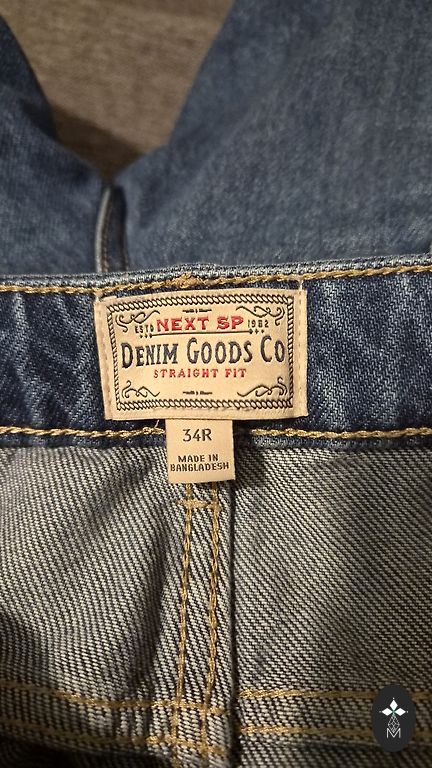 ESTD NEXT SP 1982
DENIM GOODS CO
STRAIGHT FIT
34R
MADE IN
BANGLADESH